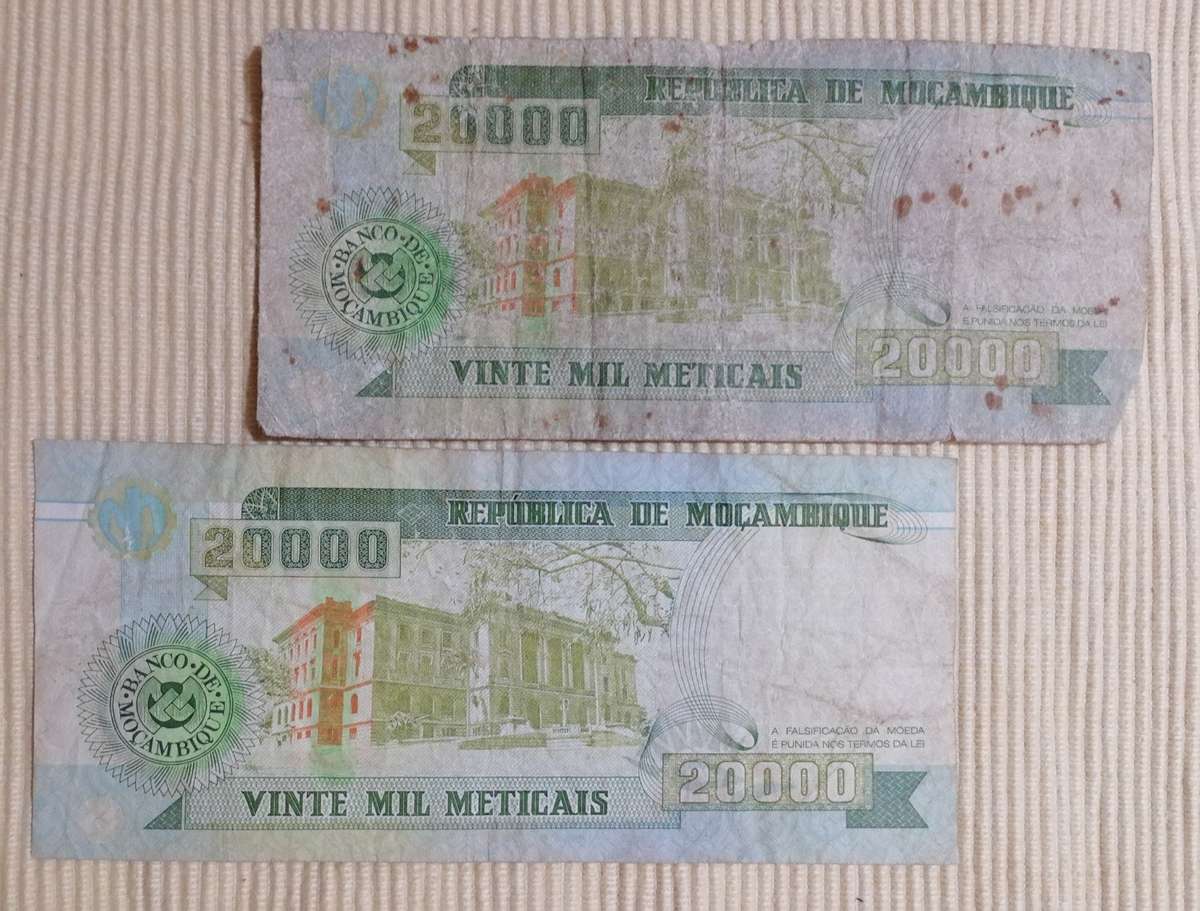 REPÚBLICA DE MOÇAMBIQUE
20000
BANCO · DE · MOÇAMBIQUE ·
A FALSIFICAÇÃO DA MOEDA
É PUNIDA NOS TERMOS DA LEI
20000
VINTE MIL METICAIS
REPÚBLICA DE MOÇAMBIQUE
20000
BANCO · DE · MOÇAMBIQUE ·
A FALSIFICAÇÃO DA MOEDA
É PUNIDA NOS TERMOS DA LEI
20000
VINTE MIL METICAIS